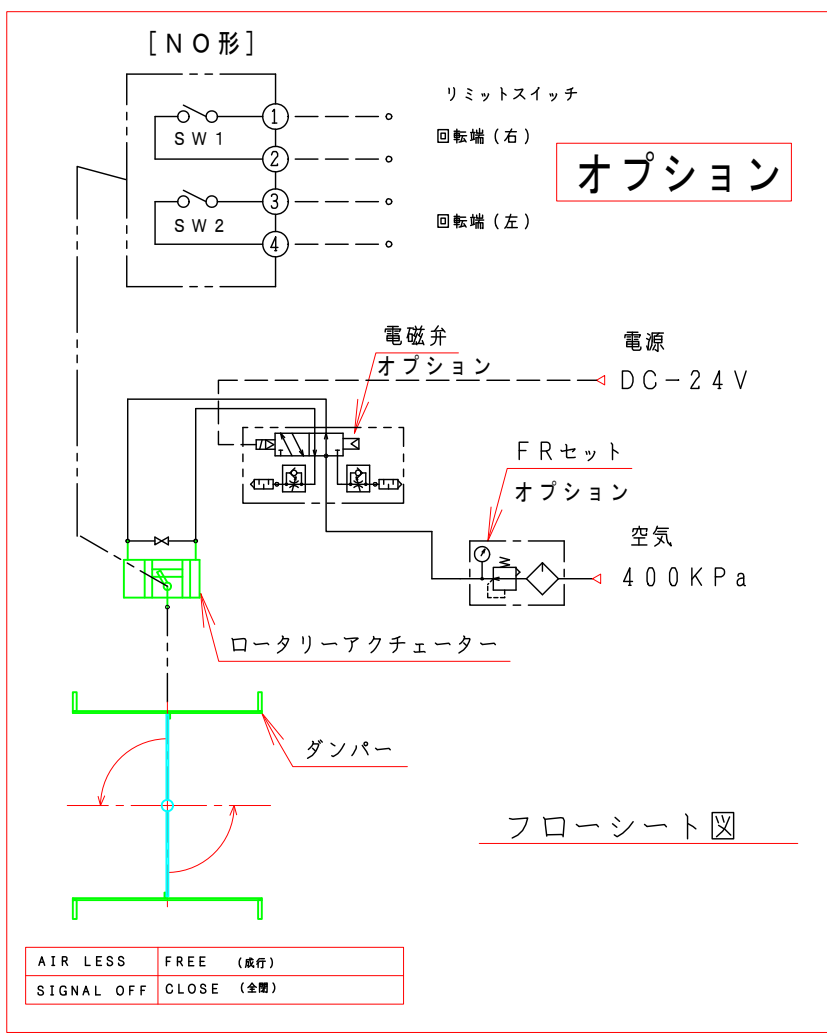 [NO形]
リミットスイッチ
1
SW1
回転端(右)
2
オプション
3
SW2
回転端(左)
4
電磁弁
オプション
電源
DC-24V
FRセット
オプション
空気
400KPa
ロータリーアクチェーター
ダンパー
フローシート図
AIR LESS FREE (成行)
SIGNAL OFF CLOSE (全閉)